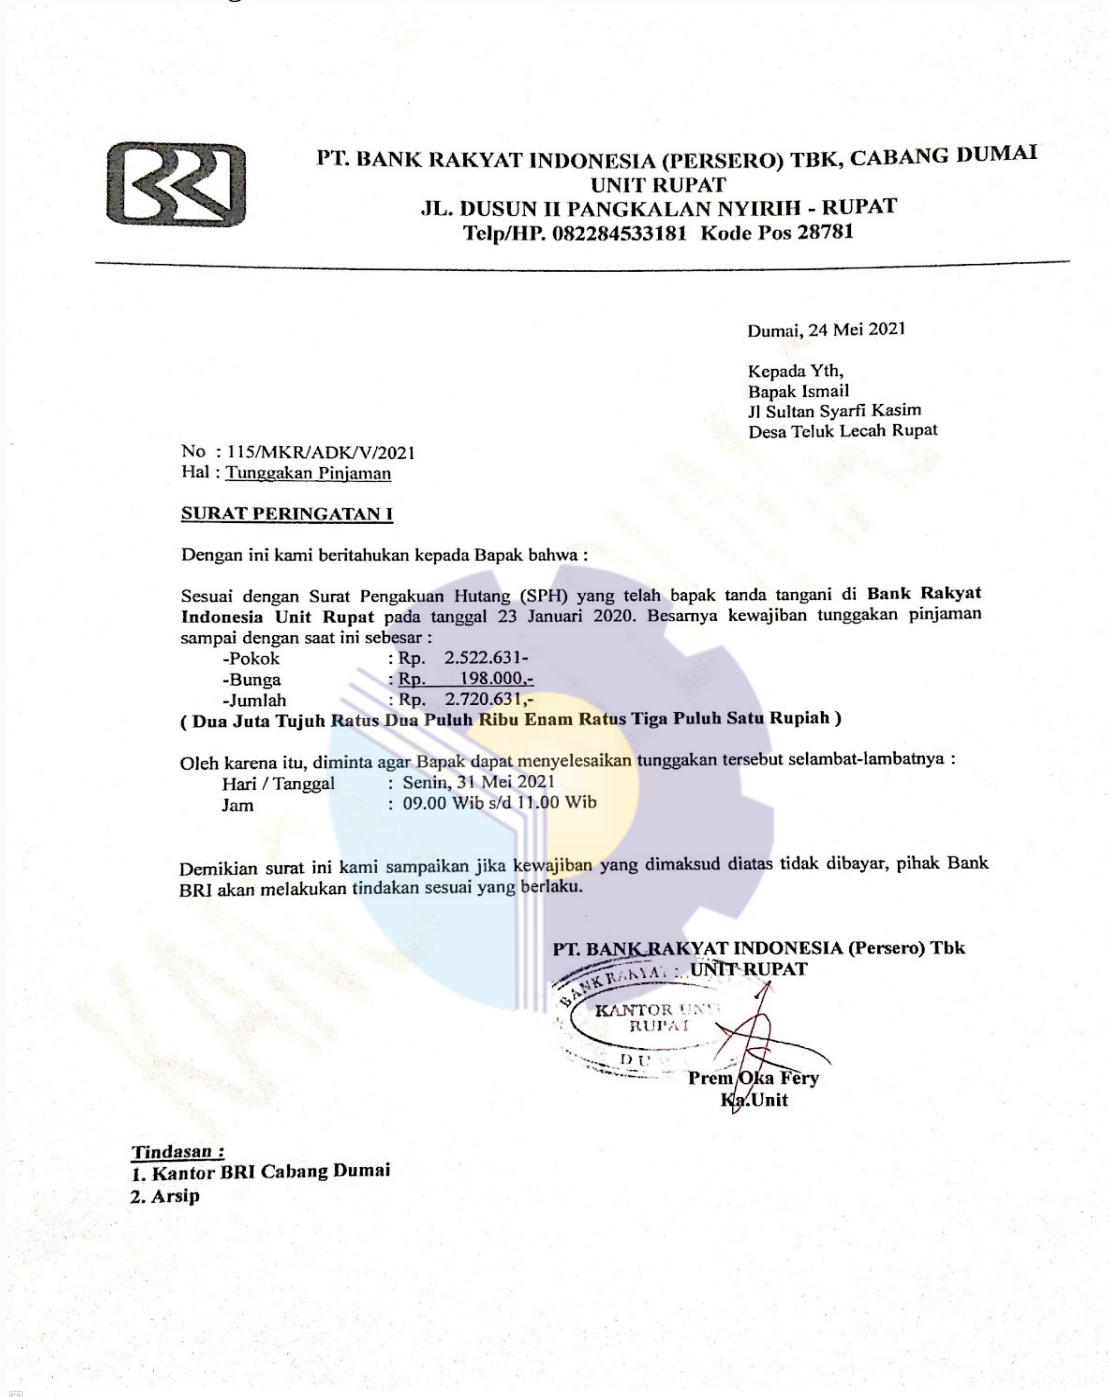 BRI
PT. BANK RAKYAT INDONESIA (PERSERO) TBK, CABANG DUMAI
UNIT RUPAT
JL. DUSUN II PANGKALAN NYIRIH - RUPAT
Telp/HP. 082284533181 Kode Pos 28781
Dumai, 24 Mei 2021
Kepada Yth,
Bapak Ismail
Jl Sultan Syarfi Kasim
Desa Teluk Lecah Rupat
No : 115/MKR/ADK/V/2021
Hal : Tunggakan Pinjaman
SURAT PERINGATAN I
Dengan ini kami beritahukan kepada Bapak bahwa :
Sesuai dengan Surat Pengakuan Hutang (SPH) yang telah bapak tanda tangani di Bank Rakyat
Indonesia Unit Rupat pada tanggal 23 Januari 2020. Besarnya kewajiban tunggakan pinjaman
sampai dengan saat ini sebesar :
-Pokok : Rp. 2.522.631-
-Bunga : Rp. 198.000,-
-Jumlah : Rp. 2.720.631,-
( Dua Juta Tujuh Ratus Dua Puluh Ribu Enam Ratus Tiga Puluh Satu Rupiah )
Oleh karena itu, diminta agar Bapak dapat menyelesaikan tunggakan tersebut selambat-lambatnya :
Hari / Tanggal : Senin, 31 Mei 2021
Jam : 09.00 Wib s/d 11.00 Wib
Demikian surat ini kami sampaikan jika kewajiban yang dimaksud diatas tidak dibayar, pihak Bank
BRI akan melakukan tindakan sesuai yang berlaku.
PT. BANK RAKYAT INDONESIA (Persero) Tbk
UNIT RUPAT
BANK RAKYAT
KANTOR UNIT
RUPAT
Prem Oka Fery
Ka.Unit
Tindasan :
1. Kantor BRI Cabang Dumai
2. Arsip